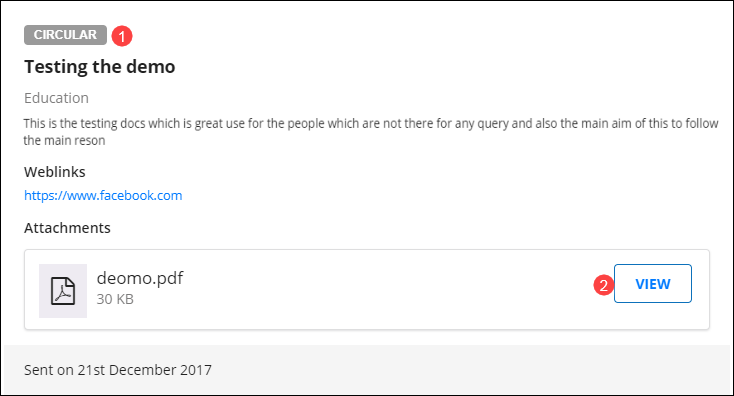 CIRCULAR 1
Testing the demo
Education
This is the testing docs which is great use for the people which are not there for any query and also the main aim of this to follow
the main reson
Weblinks
https://www.facebook.com
Attachments
deomo.pdf
30 KB
2 VIEW
Sent on 21st December 2017